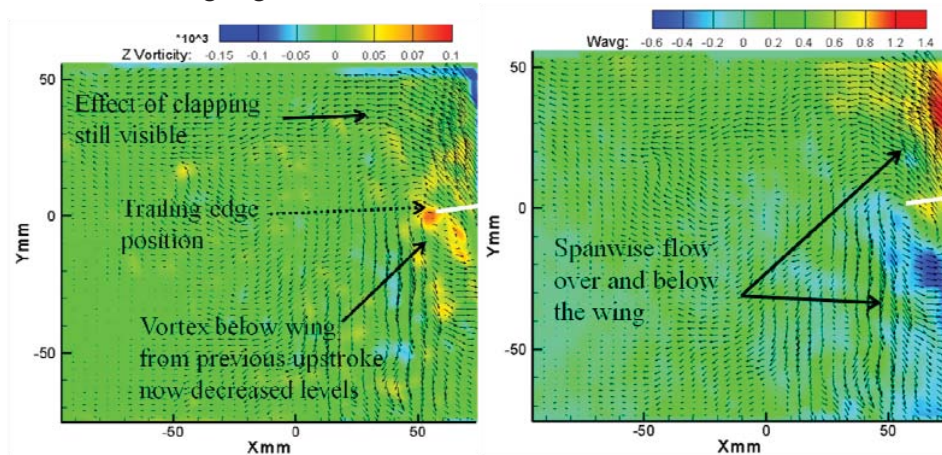 *10^3
Z Vorticity: -0.15 -0.1 -0.05 0 0.05 0.07 0.1
50
0
-50
Ymm
-50 0 50
Xmm
Effect of clapping
still visible
Trailing edge
position
Vortex below wing
from previous upstroke
now decreased levels
Wavg: -0.6 -0.4 -0.2 0 0.2 0.4 0.6 0.8 1 1.2 1.4
50
0
-50
Ymm
-50 0 50
Xmm
Spanwise flow
over and below
the wing